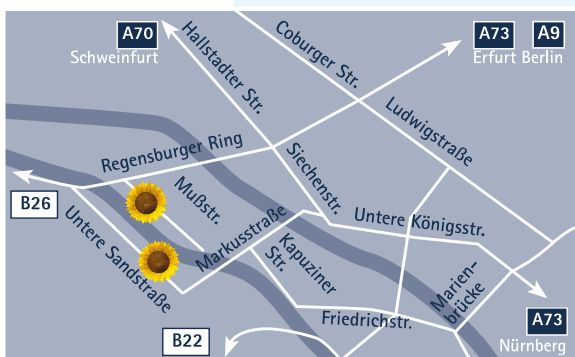 A70
Schweinfurt
Hallstadter Str.
Coburger Str.
A73 A9
Erfurt Berlin
Ludwigstraße
Regensburger Ring
Siechenstr.
Mußstr.
B26
Untere Sandstraße
Markusstraße
Untere Königsstr.
Kapuziner
Str.
Marien-
brücke
Friedrichstr.
A73
Nürnberg
B22